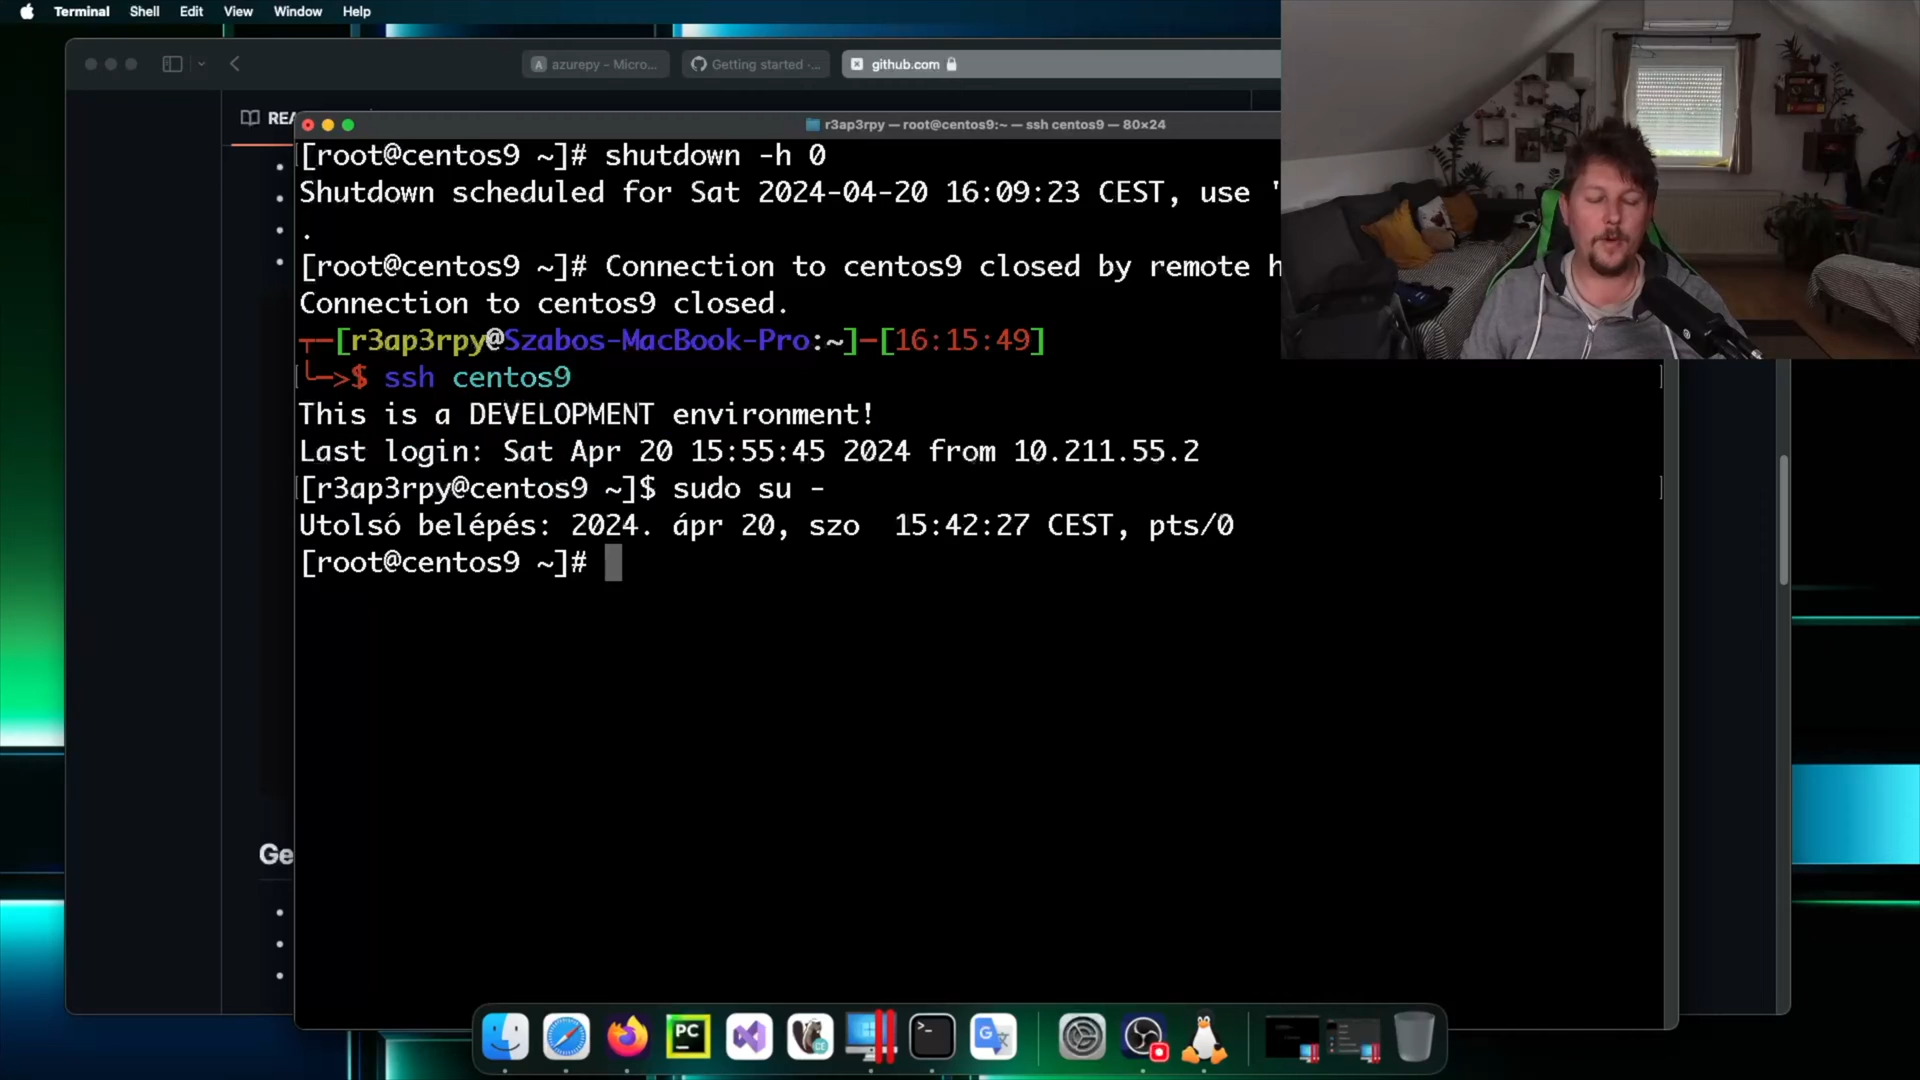 Terminal Shell Edit View Window Help
azurepy – Micro...
Getting started ·...
github.com
REA
r3ap3rpy — root@centos9:~ — ssh centos9 — 80×24
[root@centos9 ~]# shutdown -h 0
Shutdown scheduled for Sat 2024-04-20 16:09:23 CEST, use '
.
[root@centos9 ~]# Connection to centos9 closed by remote h
Connection to centos9 closed.
┬─[r3ap3rpy@Szabos-MacBook-Pro:~]─[16:15:49]
╰─>$ ssh centos9
This is a DEVELOPMENT environment!
Last login: Sat Apr 20 15:55:45 2024 from 10.211.55.2
[r3ap3rpy@centos9 ~]$ sudo su -
Utolsó belépés: 2024. ápr 20, szo  15:42:27 CEST, pts/0
[root@centos9 ~]#
Ge
PC
CE
G